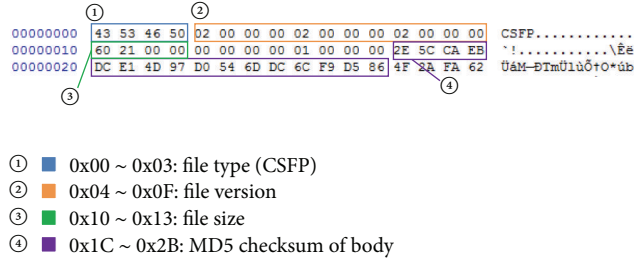 ① ②
00000000 43 53 46 50 02 00 00 00 02 00 00 00 02 00 00 00 CSFP............
00000010 60 21 00 00 00 00 00 00 01 00 00 00 2E 5C CA EB `!...........\Êë
00000020 DC E1 4D 97 D0 54 6D DC 6C F9 D5 86 4F 2A FA 62 ÜáM—ÐTmÜlùÕ†O*úb
③ ④
① 0x00 ~ 0x03: file type (CSFP)
② 0x04 ~ 0x0F: file version
③ 0x10 ~ 0x13: file size
④ 0x1C ~ 0x2B: MD5 checksum of body